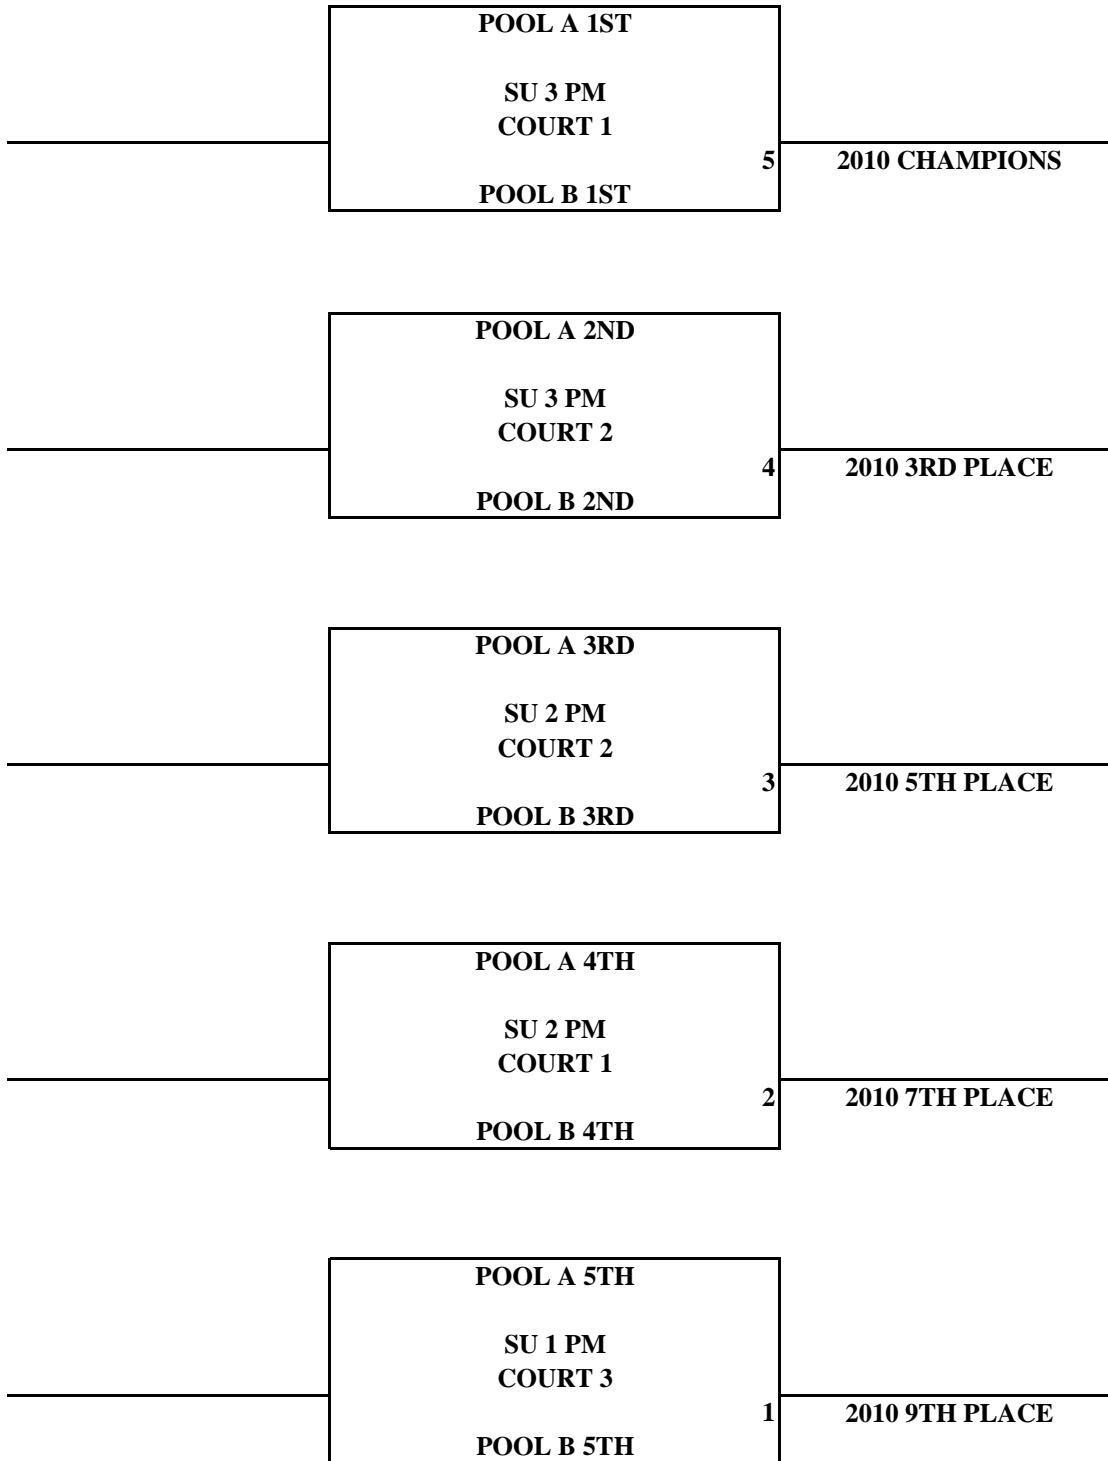 POOL A 1ST
SU 3 PM
COURT 1
5
2010 CHAMPIONS
POOL B 1ST
POOL A 2ND
SU 3 PM
COURT 2
4
2010 3RD PLACE
POOL B 2ND
POOL A 3RD
SU 2 PM
COURT 2
3
2010 5TH PLACE
POOL B 3RD
POOL A 4TH
SU 2 PM
COURT 1
2
2010 7TH PLACE
POOL B 4TH
POOL A 5TH
SU 1 PM
COURT 3
1
2010 9TH PLACE
POOL B 5TH